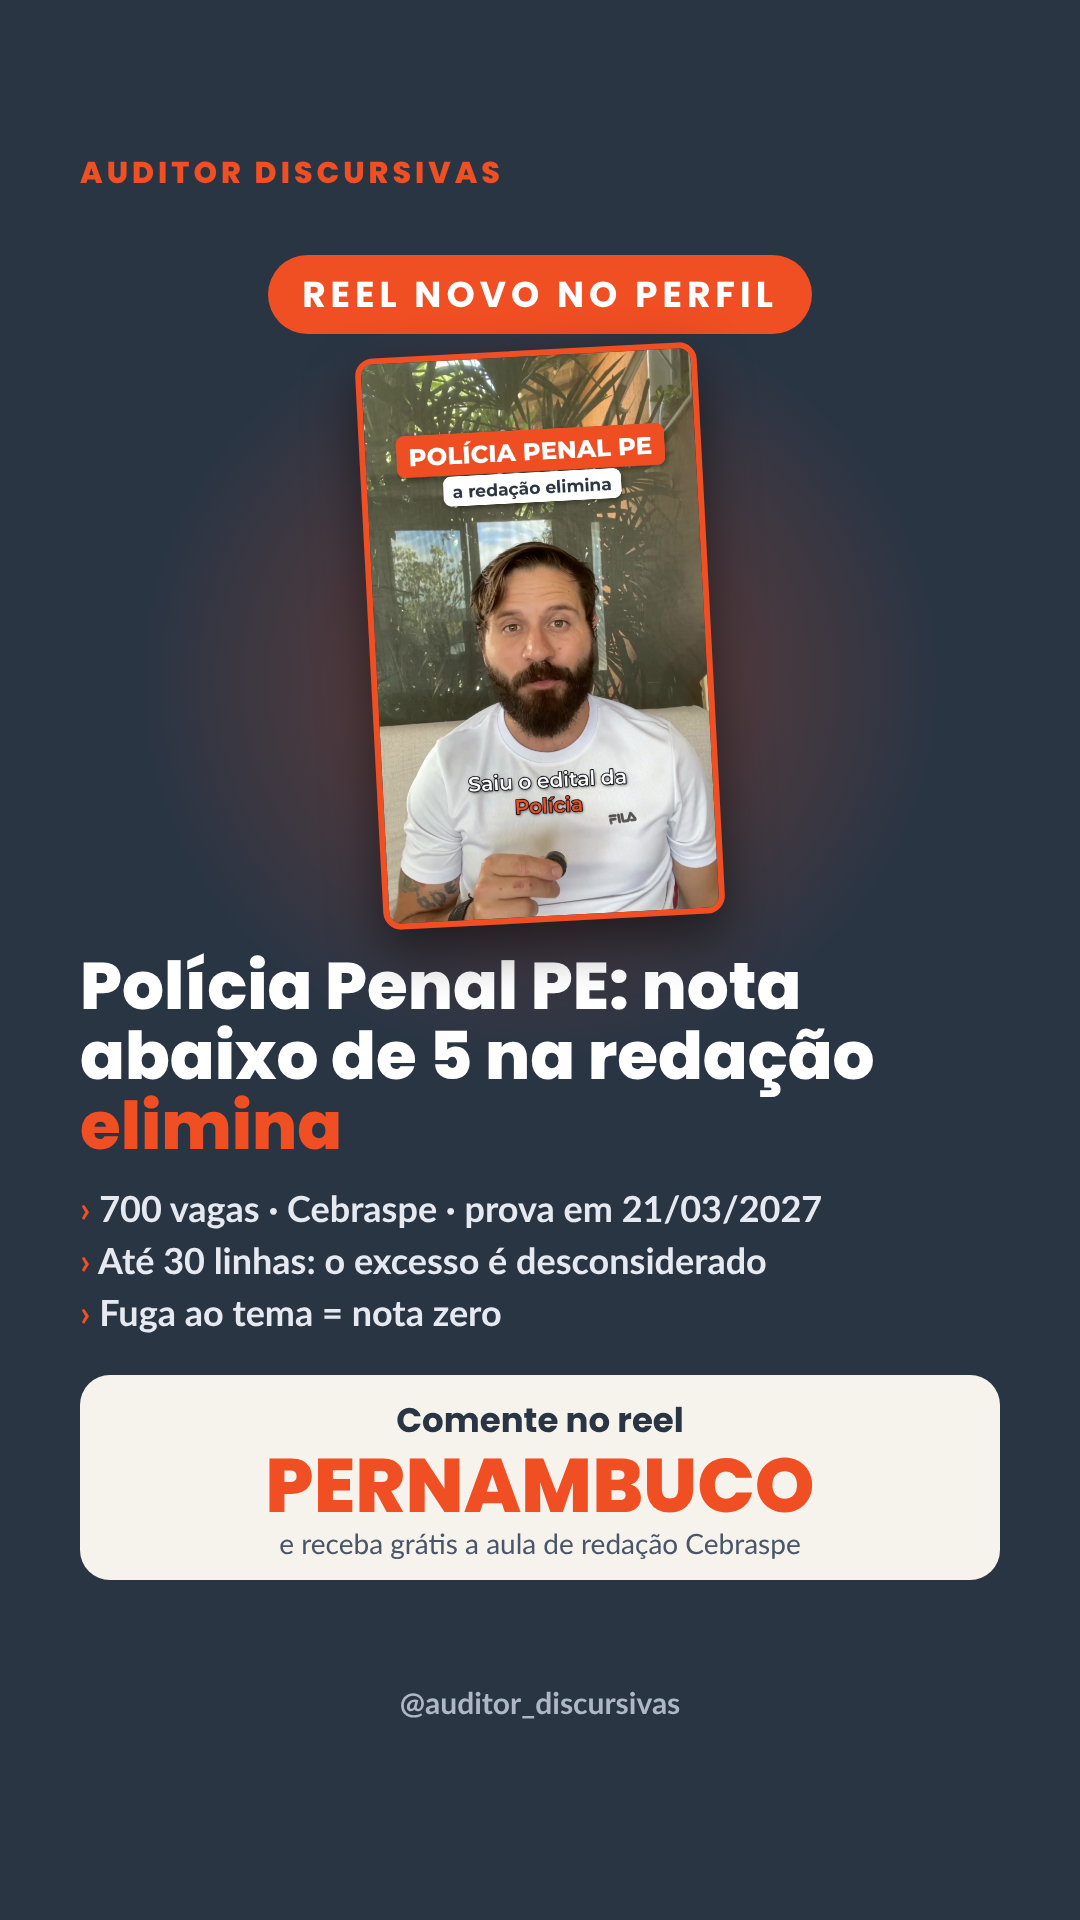 AUDITOR DISCURSIVAS
REEL NOVO NO PERFIL
POLÍCIA PENAL PE
a redação elimina
Saiu o edital da
Polícia
FILA
Polícia Penal PE: nota
abaixo de 5 na redação
elimina
› 700 vagas · Cebraspe · prova em 21/03/2027
› Até 30 linhas: o excesso é desconsiderado
› Fuga ao tema = nota zero
Comente no reel
PERNAMBUCO
e receba grátis a aula de redação Cebraspe
@auditor_discursivas